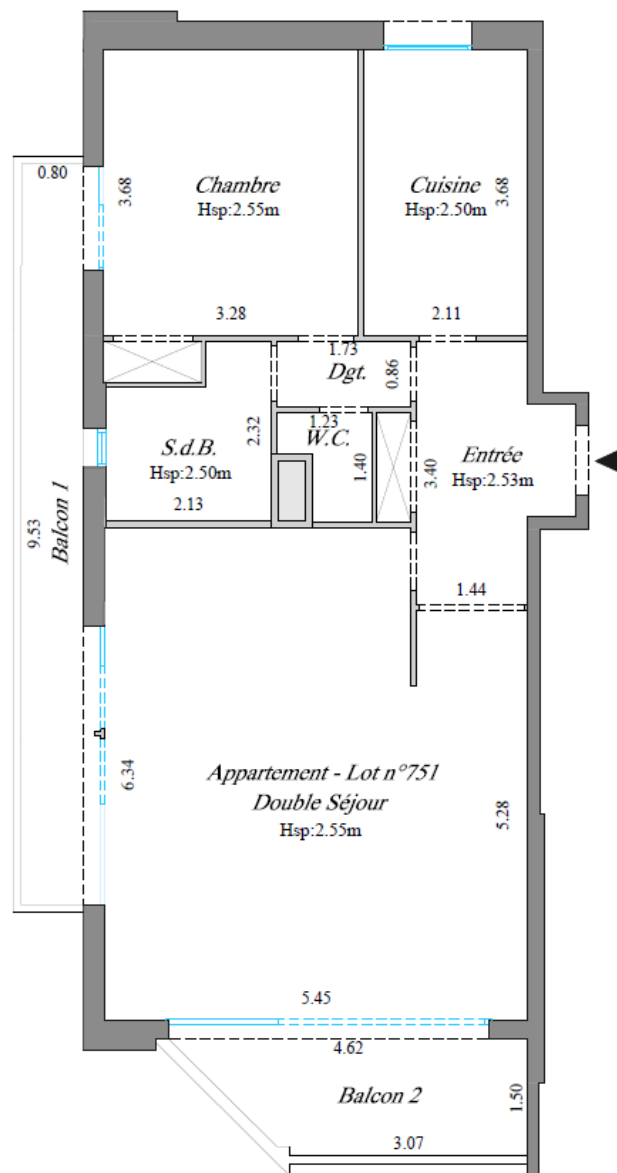 0.80
3.68
Chambre
Hsp:2.55m
3.28
Cuisine
Hsp:2.50m
3.68
2.11
1.73
Dgt.
0.86
S.d.B.
Hsp:2.50m
2.32
2.13
1.23
W.C.
1.40
3.40
Entrée
Hsp:2.53m
1.44
9.53
Balcon 1
6.34
Appartement - Lot n°751
Double Séjour
Hsp:2.55m
5.28
5.45
4.62
Balcon 2
1.50
3.07